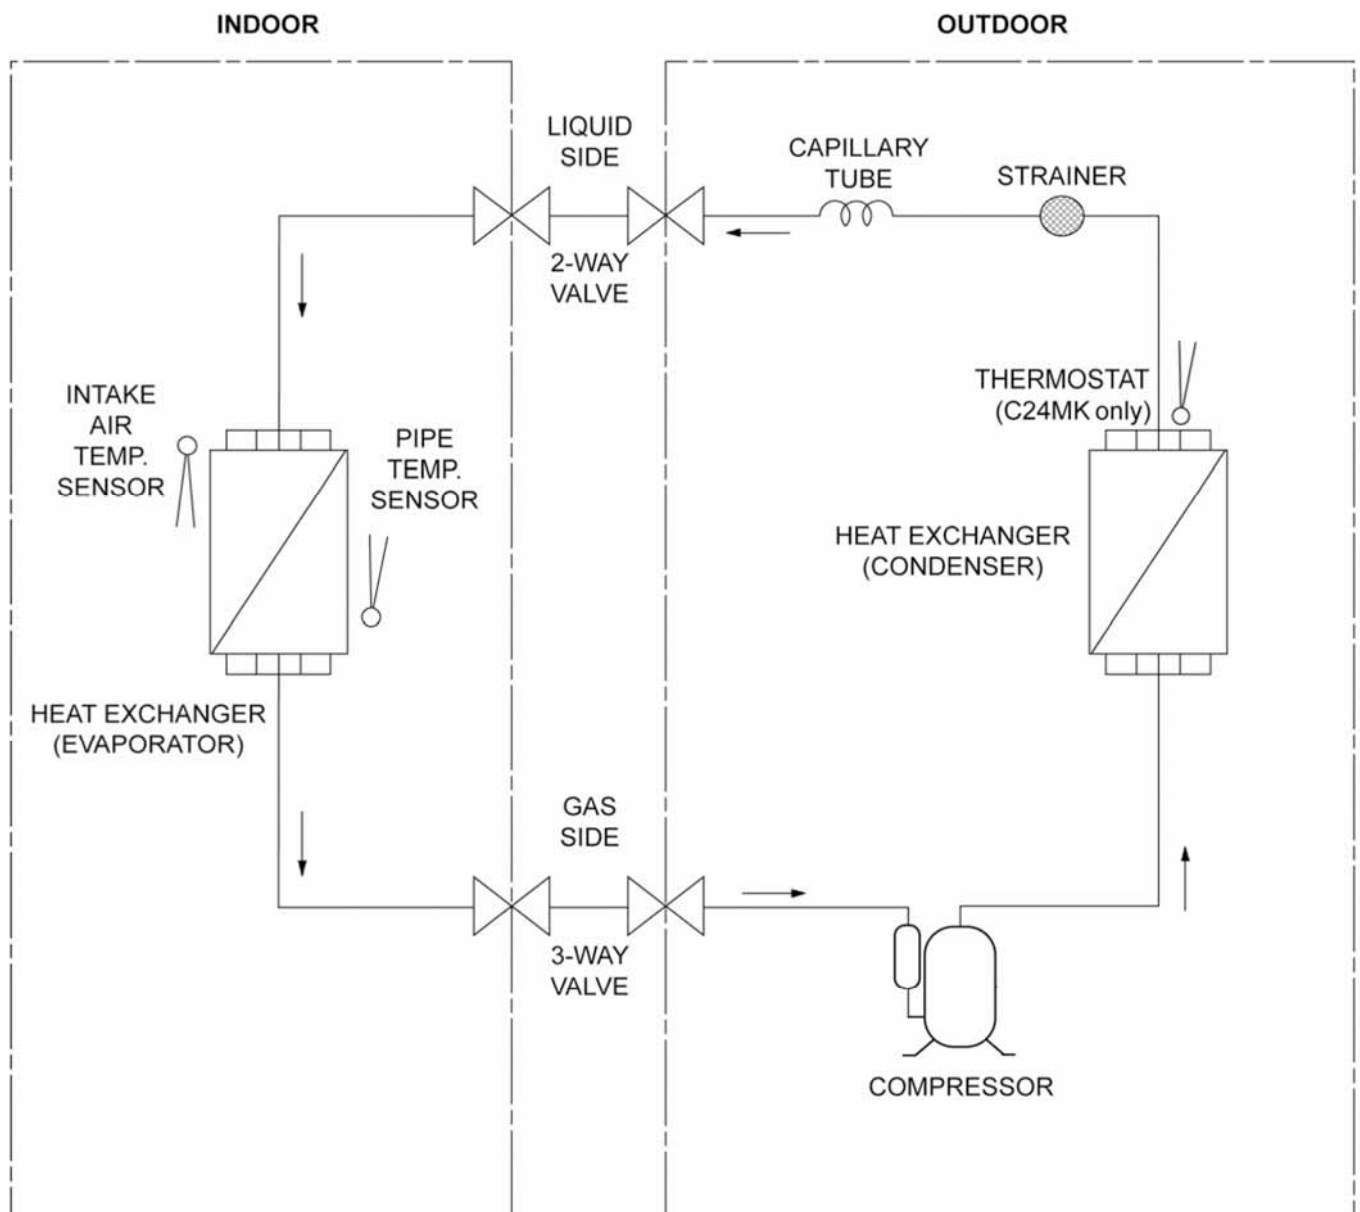 INDOOR
OUTDOOR
LIQUID
SIDE
CAPILLARY
TUBE
STRAINER
2-WAY
VALVE
INTAKE
AIR
TEMP.
SENSOR
PIPE
TEMP.
SENSOR
THERMOSTAT
(C24MK only)
HEAT EXCHANGER
(CONDENSER)
HEAT EXCHANGER
(EVAPORATOR)
GAS
SIDE
3-WAY
VALVE
COMPRESSOR